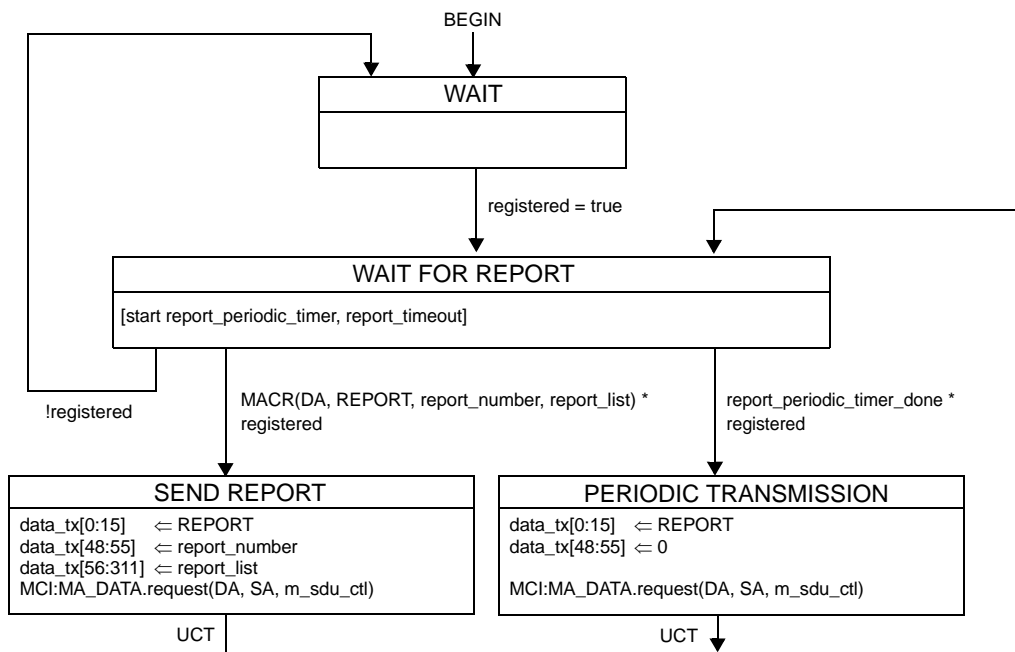 BEGIN
WAIT
registered = true
WAIT FOR REPORT
[start report_periodic_timer, report_timeout]
!registered
MACR(DA, REPORT, report_number, report_list) *
registered
report_periodic_timer_done *
registered
SEND REPORT
data_tx[0:15] ⇐ REPORT
data_tx[48:55] ⇐ report_number
data_tx[56:311] ⇐ report_list
MCI:MA_DATA.request(DA, SA, m_sdu_ctl)
UCT
PERIODIC TRANSMISSION
data_tx[0:15] ⇐ REPORT
data_tx[48:55] ⇐ 0
MCI:MA_DATA.request(DA, SA, m_sdu_ctl)
UCT